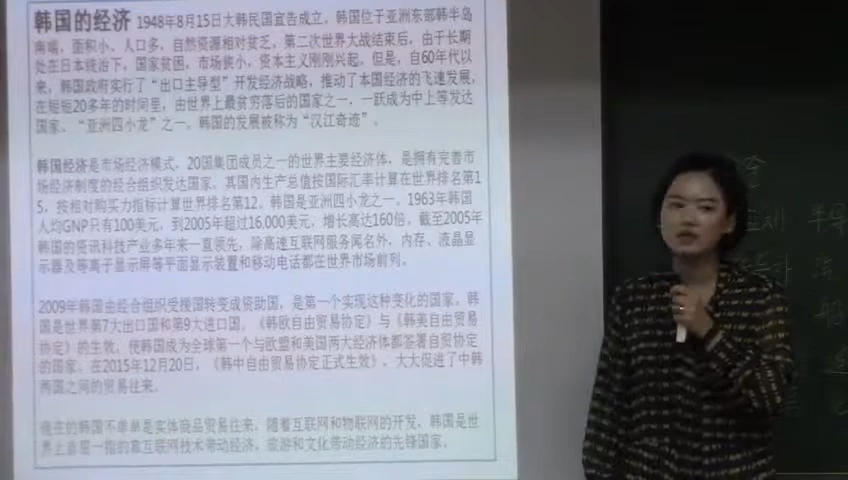 韩国的经济 1948年8月15日大韩民国宣告成立，韩国位于亚洲东部韩半岛
南端，面积小、人口多，自然资源相对贫乏。第二次世界大战结束后，由于长期
处在日本统治下，国家贫困，市场狭小，资本主义刚刚兴起。但是，自60年代以
来，韩国政府实行了“出口主导型”开发经济战略，推动了本国经济的飞速发展，
在短短20多年的时间里，由世界上最贫穷落后的国家之一，一跃成为中上等发达
国家、“亚洲四小龙”之一。韩国的发展被称为“汉江奇迹”。
韩国经济是市场经济模式，20国集团成员之一的世界主要经济体，是拥有完善市
场经济制度的经合组织发达国家。其国内生产总值按国际汇率计算在世界排名第1
5，按相对购买力指标计算世界排名第12。韩国是亚洲四小龙之一。1963年韩国
人均GNP只有100美元，到2005年超过16,000美元，增长高达160倍，截至2005年
韩国的资讯科技产业多年来一直领先，除高速互联网服务闻名外，内存、液晶显
示器及等离子显示屏等平面显示装置和移动电话都在世界市场前列。
2009年韩国由经合组织受援国转变成资助国，是第一个实现这种变化的国家。韩
国是世界第7大出口国和第9大进口国。《韩欧自由贸易协定》与《韩美自由贸易
协定》的生效，使韩国成为全球第一个与欧盟和美国两大经济体都签署自贸协定
的国家。在2015年12月20日，《韩中自由贸易协定正式生效》，大大促进了中韩
两国之间的贸易往来。
现在的韩国不单单是实体商品贸易往来，随着互联网和物联网的开发，韩国是世
界上首屈一指的靠互联网技术带动经济，旅游和文化带动经济的先锋国家。